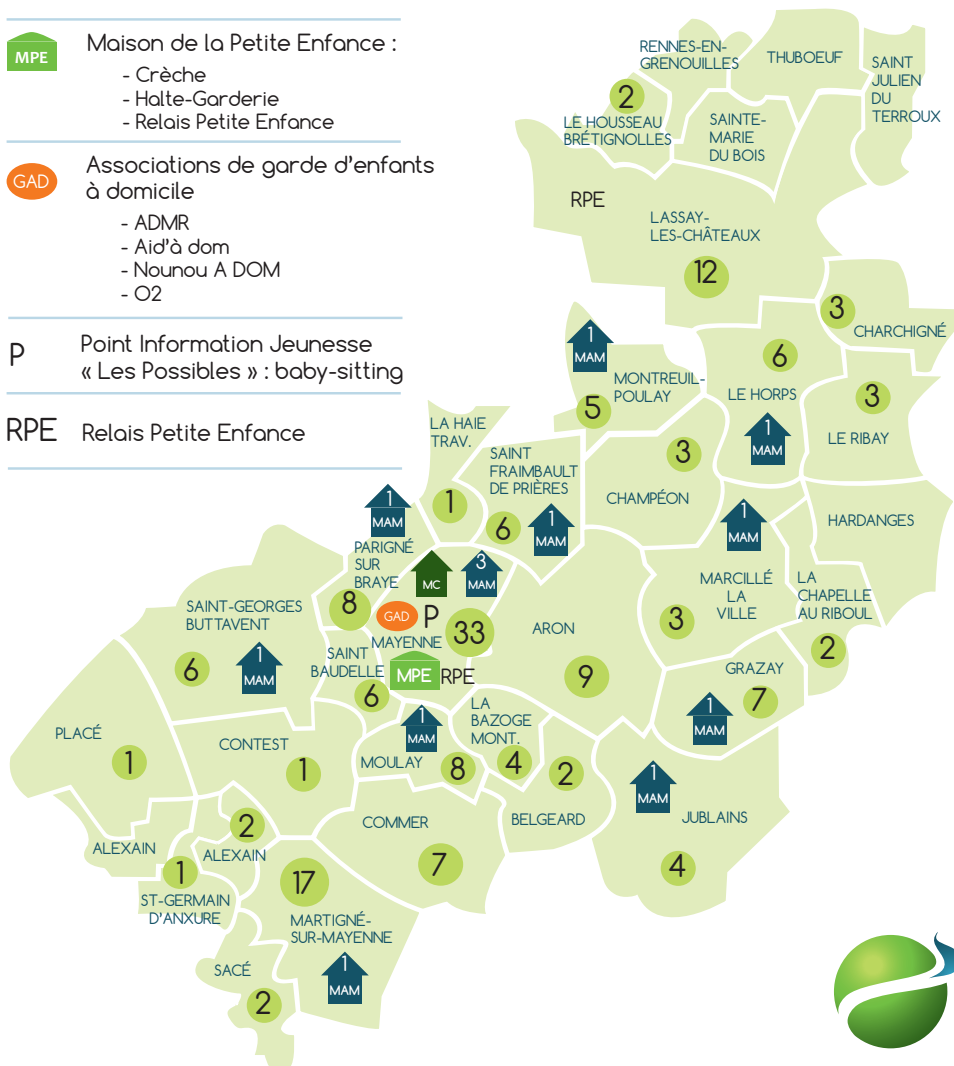 MPE
Maison de la Petite Enfance :
- Crèche
- Halte-Garderie
- Relais Petite Enfance
GAD
Associations de garde d'enfants
à domicile
- ADMR
- Aid'à dom
- Nounou A DOM
- O2
P
Point Information Jeunesse
« Les Possibles » : baby-sitting
RPE
Relais Petite Enfance
RENNES-EN-
GRENOUILLES
THUBOEUF
SAINT
JULIEN
DU
TERROUX
2
LE HOUSSEAU
BRÉTIGNOLLES
SAINTE-
MARIE
DU BOIS
RPE
LASSAY-
LES-CHÂTEAUX
12
3
CHARCHIGNÉ
1
MAM
MONTREUIL-
POULAY
5
6
LE HORPS
1
MAM
3
LE RIBAY
LA HAIE
TRAV.
1
SAINT
FRAIMBAULT
DE PRIÈRES
6
1
MAM
3
CHAMPÉON
HARDANGES
1
MAM
PARIGNÉ
SUR
BRAYE
8
MC
3
MAM
GAD
P
MAYENNE
33
MPE
RPE
ARON
9
1
MAM
MARCILLÉ
LA
VILLE
3
LA
CHAPELLE
AU RIBOUL
2
SAINT-GEORGES
BUTTAVENT
6
1
MAM
SAINT
BAUDELLE
6
GRAZAY
7
1
MAM
PLACÉ
1
CONTEST
1
1
MAM
MOULAY
8
LA
BAZOGE
MONT.
4
2
BELGEARD
1
MAM
JUBLAINS
4
ALEXAIN
2
ALEXAIN
1
ST-GERMAIN
D'ANXURE
COMMER
7
17
MARTIGNÉ-
SUR-MAYENNE
1
MAM
SACÉ
2